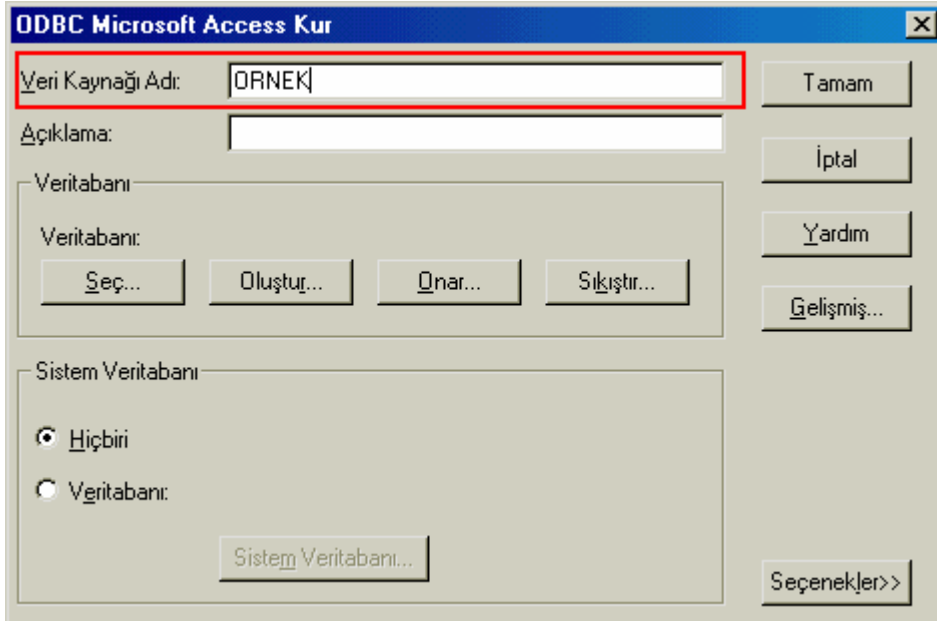 ODBC Microsoft Access Kur
Veri Kaynağı Adı: ORNEK
Tamam
Açıklama:
İptal
Veritabanı
Veritabanı:
Yardım
Seç... Oluştur... Onar... Sıkıştır...
Gelişmiş...
Sistem Veritabanı
Hiçbiri
Veritabanı:
Sistem Veritabanı...
Seçenekler>>